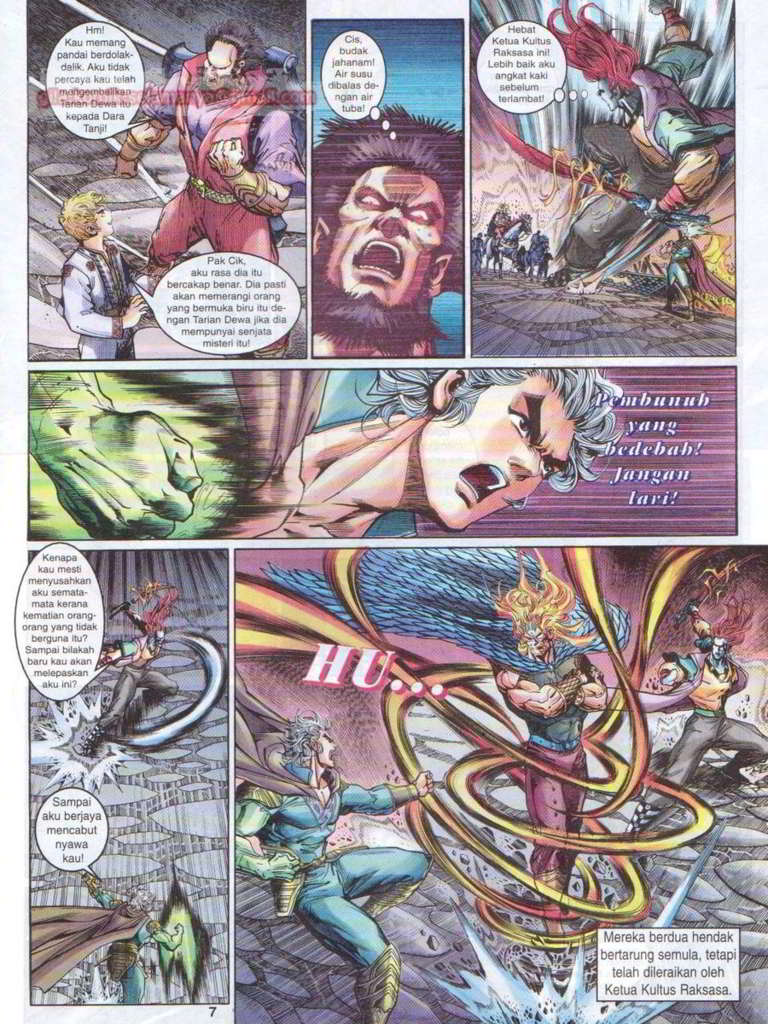 Hm!
Kau memang
pandai berdolak-
dalik. Aku tidak
percaya kau telah
mengembalikan
Tarian Dewa itu
kepada Dara
Tanji!
Pak Cik,
aku rasa dia itu
bercakap benar. Dia pasti
akan memerangi orang
yang bermuka biru itu
dengan Tarian Dewa jika dia
mempunyai senjata
misteri itu!
Cis,
budak
jahanam!
Air susu
dibalas de-
ngan air
tuba!
Hebat
Ketua Kultus
Raksasa ini!
Lebih baik aku
angkat kaki
sebelum
terlambat!
Pembunuh
yang
bedebah!
Jangan
lari!
Kenapa
kau mesti
menyusahkan
aku semata-
mata kerana
kematian orang-
orang yang tidak
berguna itu?
Sampai bilakah
baru kau akan
melepaskan
aku ini?
Sampai
aku berjaya
mencabut
nyawa
kau!
HU...
Mereka berdua hendak
bertarung semula, tetapi
telah dileraikan oleh
Ketua Kultus Raksasa.
7